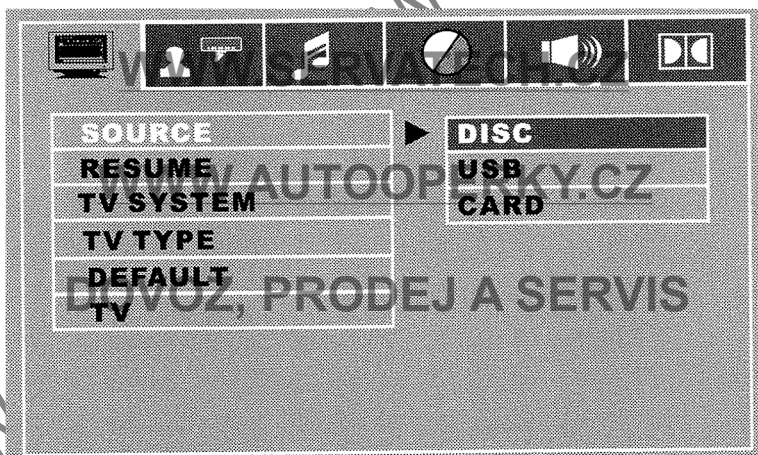 WWW.SERVATECH.CZ
SOURCE
DISC
RESUME
USB
WWW.AUTOOPERKY.CZ
TV SYSTEM
CARD
TV TYPE
DEFAULT
DOVOZ, PRODEJ A SERVIS
TV